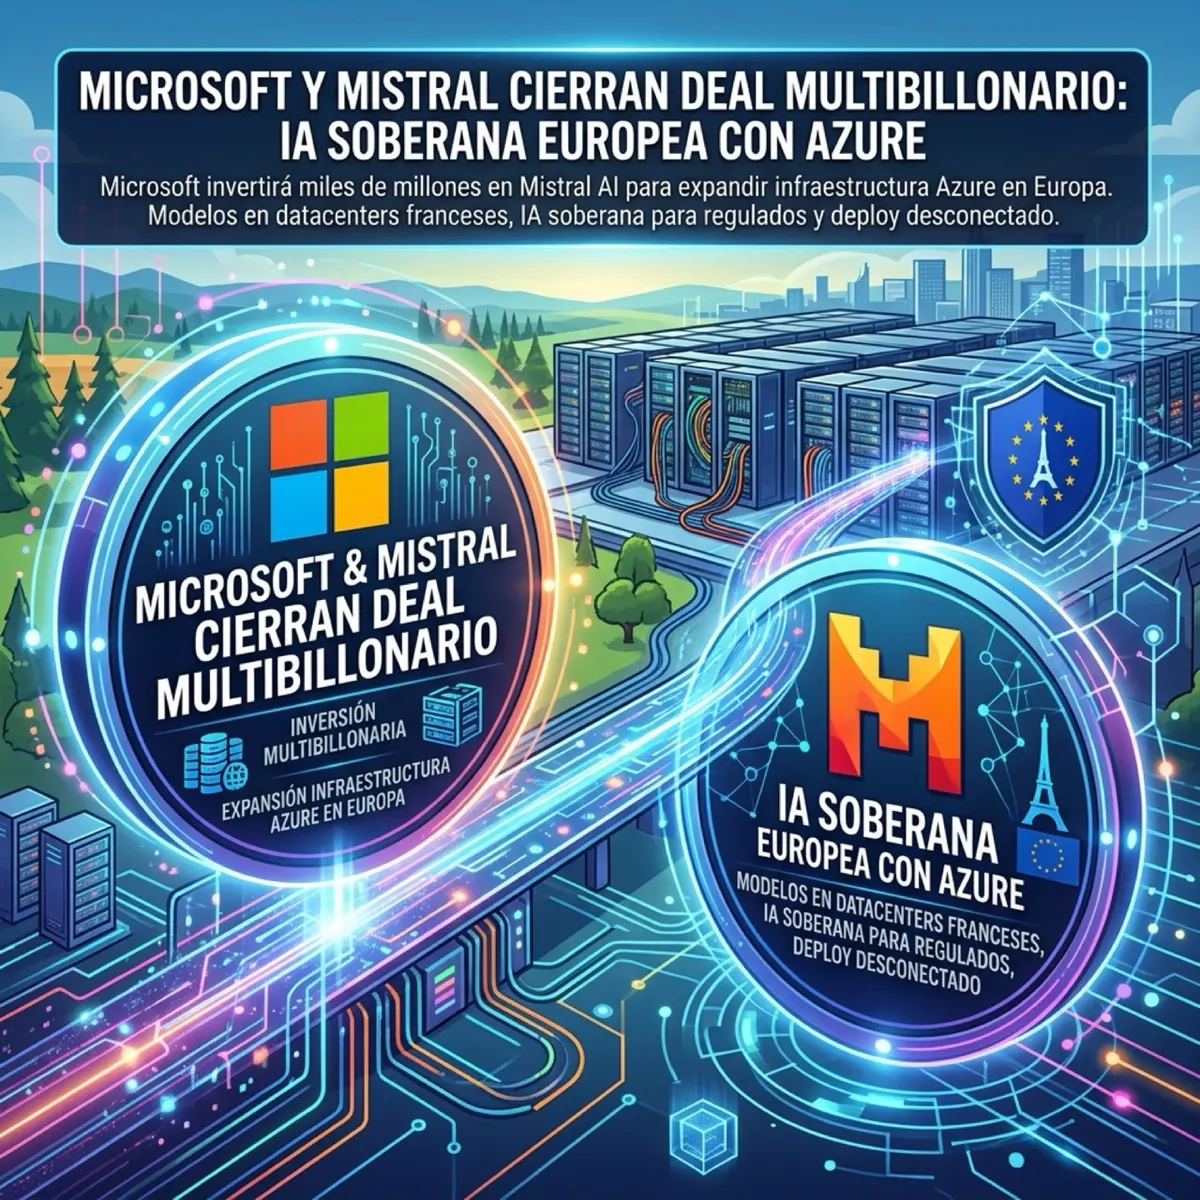 MICROSOFT Y MISTRAL CIERRAN DEAL MULTIBILLONARIO:
IA SOBERANA EUROPEA CON AZURE
Microsoft invertirá miles de millones en Mistral AI para expandir infraestructura Azure en Europa.
Modelos en datacenters franceses, IA soberana para regulados y deploy desconectado.
MICROSOFT & MISTRAL
CIERRAN DEAL
MULTIBILLONARIO
INVERSIÓN
MULTIBILLONARIA
EXPANSIÓN INFRAESTRUCTURA
AZURE EN EUROPA
IA SOBERANA
EUROPEA CON AZURE
MODELOS EN DATACENTERS FRANCESES,
IA SOBERANA PARA REGULADOS,
DEPLOY DESCONECTADO